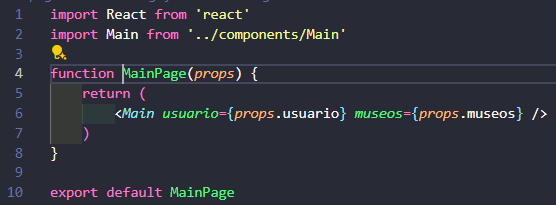 1 import React from 'react'
2 import Main from '../components/Main'
3
4 function MainPage(props) {
5     return (
6         <Main usuario={props.usuario} museos={props.museos} />
7     )
8 }
9
10 export default MainPage